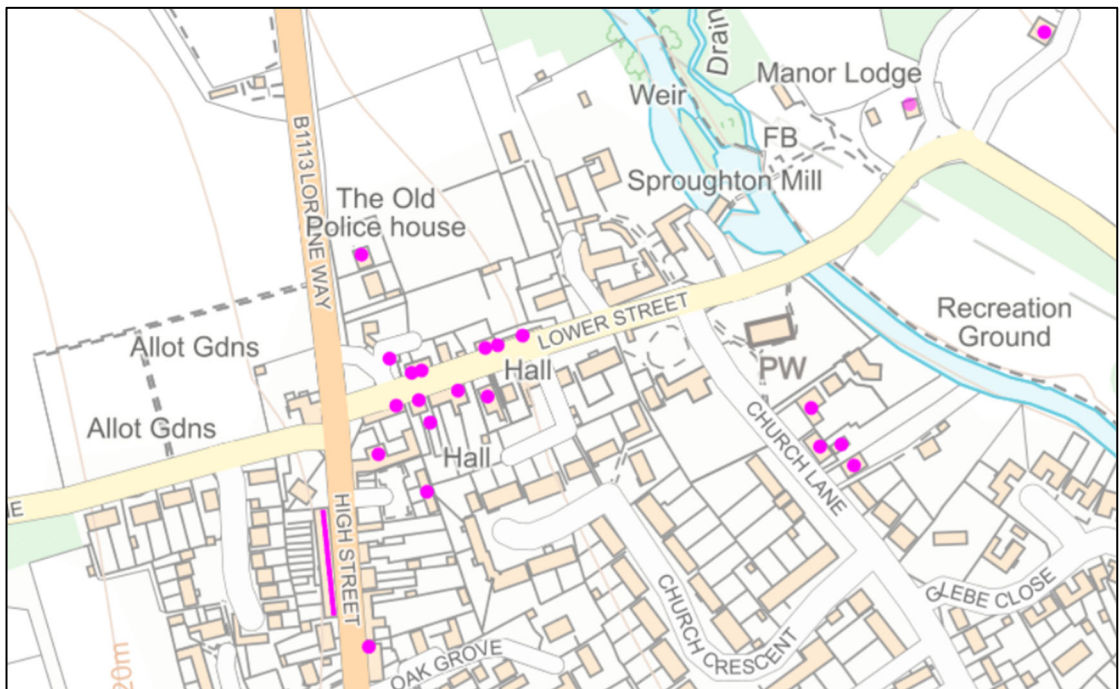 Drain
Manor Lodge
Weir
FB
B1113
Sproughton Mill
The Old
Police house
WAY
LOWER STREET
Recreation
Ground
Allot Gdns
Hall
PW
Allot Gdns
CHURCH LANE
Hall
HIGH STREET
GLEBE CLOSE
CHURCH CRESCENT
OAK GROVE
20m